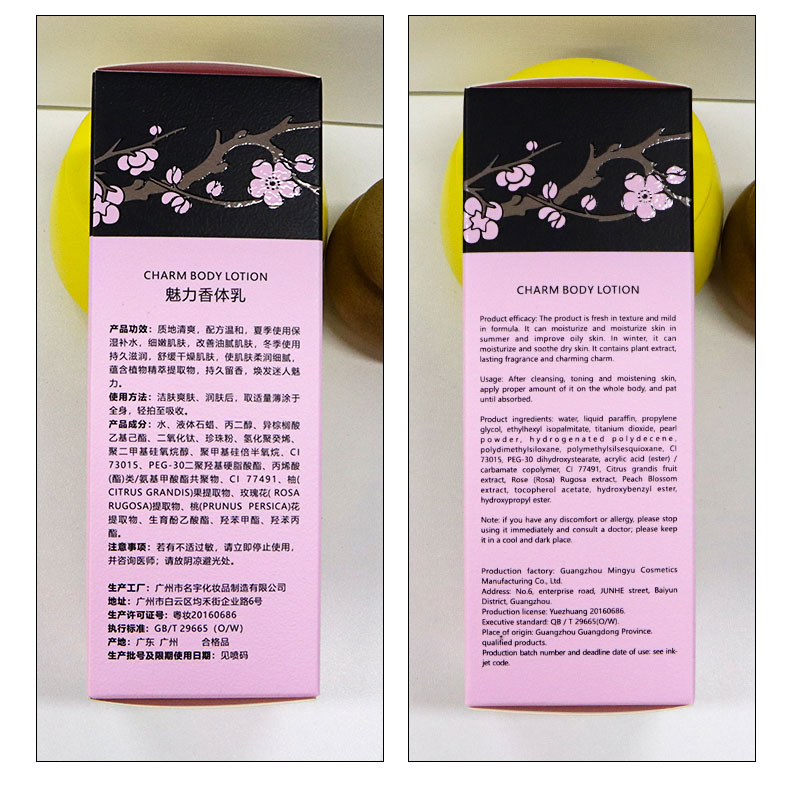 CHARM BODY LOTION
魅力香体乳
产品功效：质地清爽，配方温和，夏季使用保
湿补水，细嫩肌肤，改善油腻肌肤，冬季使用
持久滋润，舒缓干燥肌肤，使肌肤柔润细腻，
蕴含植物精萃提取物，持久留香，焕发迷人魅
力。
使用方法：洁肤爽肤、润肤后，取适量薄涂于
全身，轻拍至吸收。
产品成分：水、液体石蜡、丙二醇、异棕榈酸
乙基己酯、二氧化钛、珍珠粉、氢化聚癸烯、
聚二甲基硅氧烷醇、聚甲基硅倍半氧烷、CI
73015、PEG-30二聚羟基硬脂酸酯、丙烯酸
(酯)类/氨基甲酸酯共聚物、CI 77491、柚(
CITRUS GRANDIS)果提取物、玫瑰花( ROSA
RUGOSA)提取物、桃(PRUNUS PERSICA)花
提取物、生育酚乙酸酯、羟苯甲酯、羟苯丙
酯。
注意事项：若有不适过敏，请立即停止使用，
并咨询医师；请放阴凉避光处。
生产工厂：广州市名宇化妆品制造有限公司
地址：广州市白云区均禾街企业路6号
生产许可证号：粤妆20160686
执行标准：GB/T 29665 (O/W)
产地：广东 广州 合格品
生产批号及限期使用日期：见喷码
CHARM BODY LOTION
Product efficacy: The product is fresh in texture and mild
in formula. It can moisturize and moisturize skin in
summer and improve oily skin. In winter, it can
moisturize and soothe dry skin. It contains plant extract,
lasting fragrance and charming charm.
Usage: After cleansing, toning and moistening skin,
apply proper amount of it on the whole body, and pat
until absorbed.
Product ingredients: water, liquid paraffin, propylene
glycol, ethylhexyl isopalmitate, titanium dioxide, pearl
powder, hydrogenated polydecene,
polydimethylsiloxane, polymethylsilsesquioxane, CI
73015, PEG-30 dihydroxystearate, acrylic acid (ester) /
carbamate copolymer, CI 77491, Citrus grandis fruit
extract, Rose (Rosa) Rugosa extract, Peach Blossom
extract, tocopherol acetate, hydroxybenzyl ester,
hydroxypropyl ester.
Note: if you have any discomfort or allergy, please stop
using it immediately and consult a doctor; please keep
it in a cool and dark place.
Production factory: Guangzhou Mingyu Cosmetics
Manufacturing Co., Ltd.
Address: No.6, enterprise road, JUNHE street, Baiyun
District, Guangzhou.
Production license: Yuezhuang 20160686.
Executive standard: QB / T 29665(O/W).
Place of origin: Guangzhou Guangdong Province.
qualified products.
Production batch number and deadline date of use: see ink-
jet code.